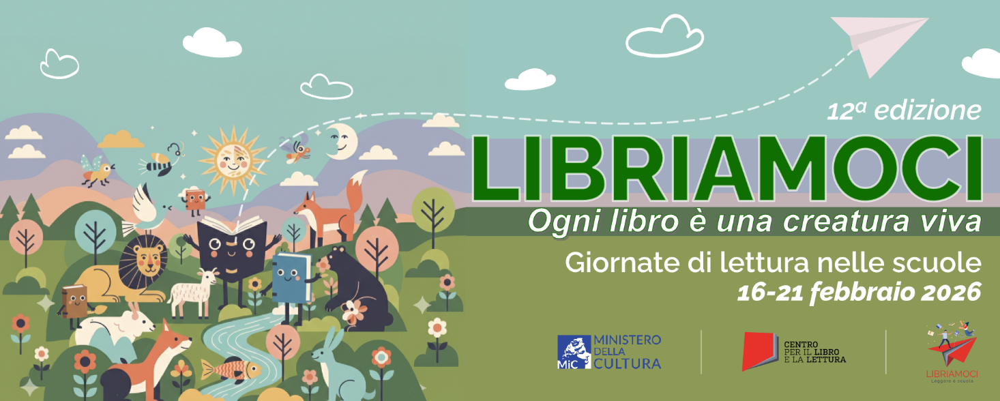 12ª edizione
LIBRIAMOCI
Ogni libro è una creatura viva
Giornate di lettura nelle scuole
16-21 febbraio 2026
MiC
MINISTERO
DELLA
CULTURA
CENTRO
PER IL LIBRO
E LA LETTURA
LIBRIAMOCI
Leggere è scuola